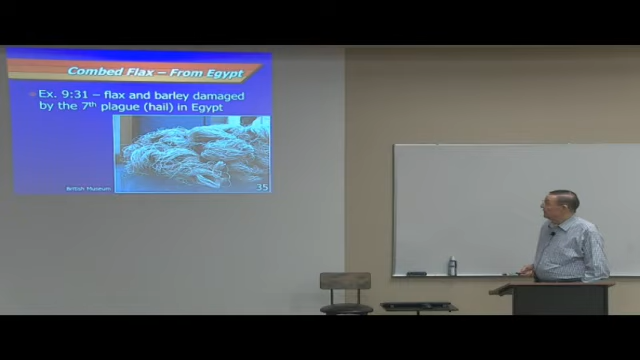 Combed Flax – From Egypt
Ex. 9:31 – flax and barley damaged
by the 7th plague (hail) in Egypt
British Museum
35